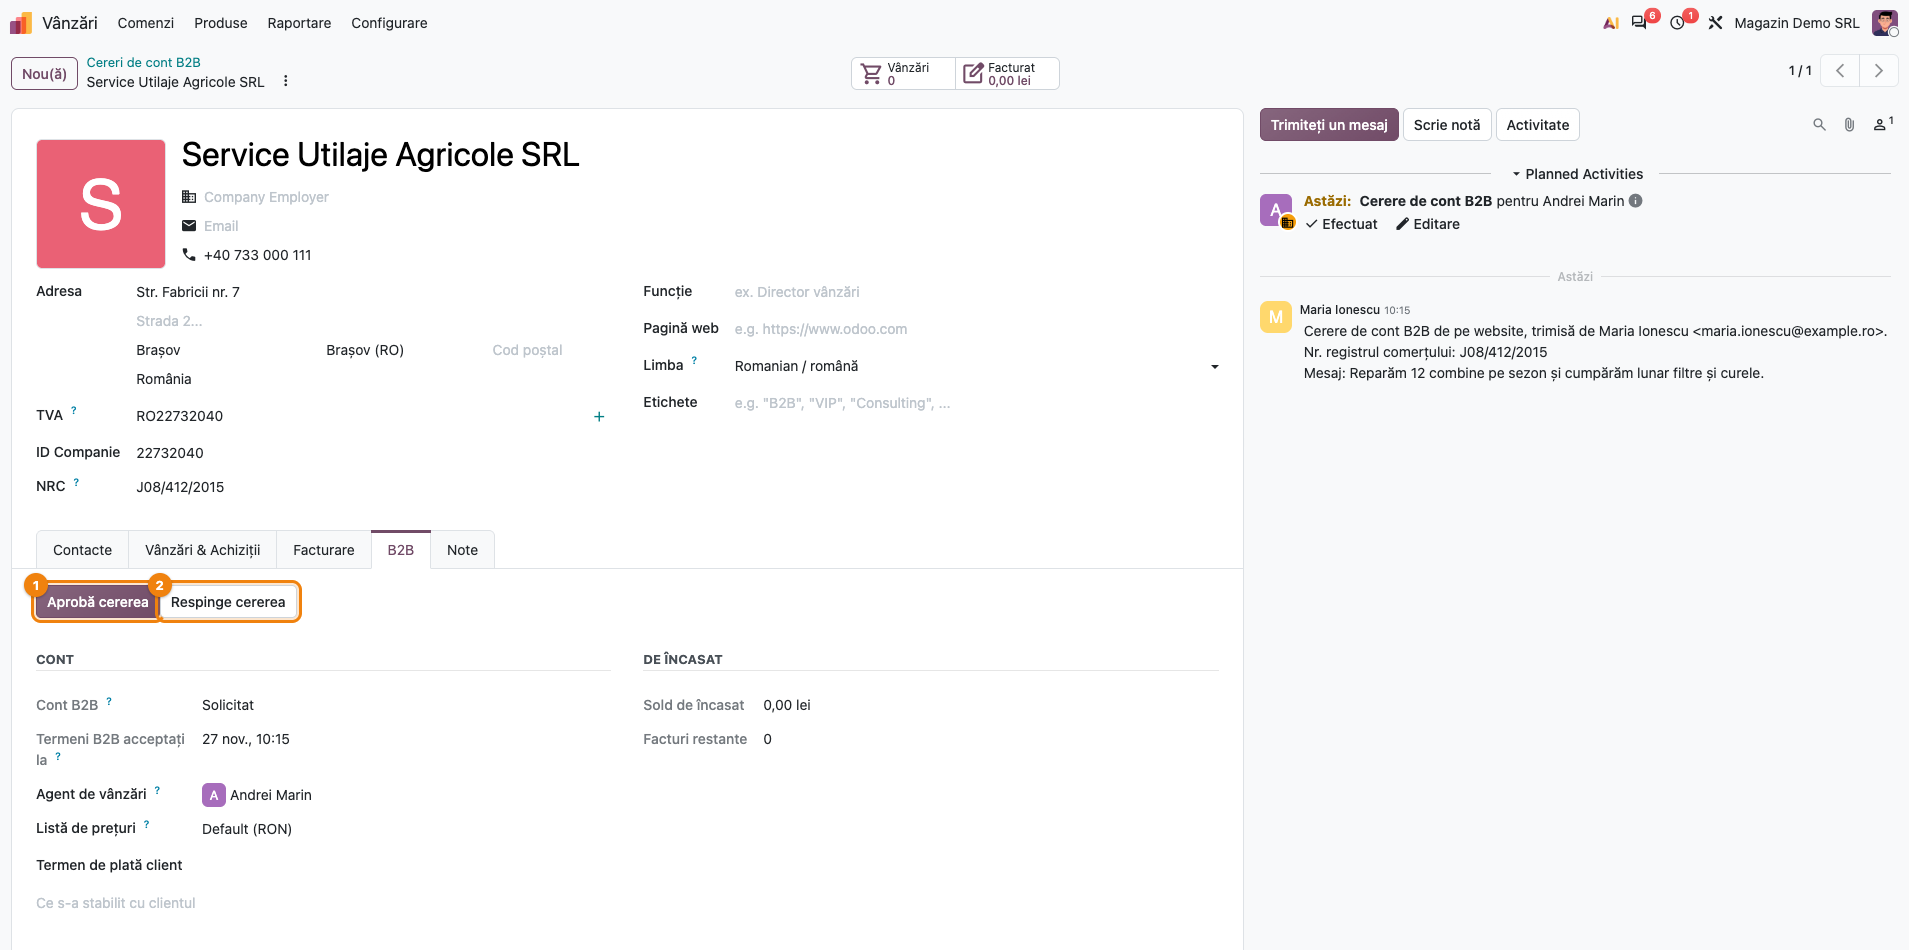 Vânzări Comenzi Produse Raportare Configurare
AI 6 1 Magazin Demo SRL
Nou(ă) Cereri de cont B2B
Service Utilaje Agricole SRL
Vânzări 0
Facturat 0,00 lei
1 / 1
S
Service Utilaje Agricole SRL
Company Employer
Email
+40 733 000 111
Adresa Str. Fabricii nr. 7
Strada 2...
Brașov Brașov (RO) Cod poștal
România
TVA ? RO22732040 +
ID Companie 22732040
NRC ? J08/412/2015
Funcție ex. Director vânzări
Pagină web e.g. https://www.odoo.com
Limba ? Romanian / română
Etichete e.g. "B2B", "VIP", "Consulting", ...
Contacte Vânzări & Achiziții Facturare B2B Note
1 Aprobă cererea 2 Respinge cererea
CONT
Cont B2B ? Solicitat
Termeni B2B acceptați la ? 27 nov., 10:15
Agent de vânzări ? A Andrei Marin
Listă de prețuri ? Default (RON)
Termen de plată client
Ce s-a stabilit cu clientul
DE ÎNCASAT
Sold de încasat 0,00 lei
Facturi restante 0
Trimiteți un mesaj Scrie notă Activitate 1
Planned Activities
A Astăzi: Cerere de cont B2B pentru Andrei Marin
Efectuat Editare
Astăzi
M Maria Ionescu 10:15
Cerere de cont B2B de pe website, trimisă de Maria Ionescu <maria.ionescu@example.ro>.
Nr. registrul comerțului: J08/412/2015
Mesaj: Reparăm 12 combine pe sezon și cumpărăm lunar filtre și curele.